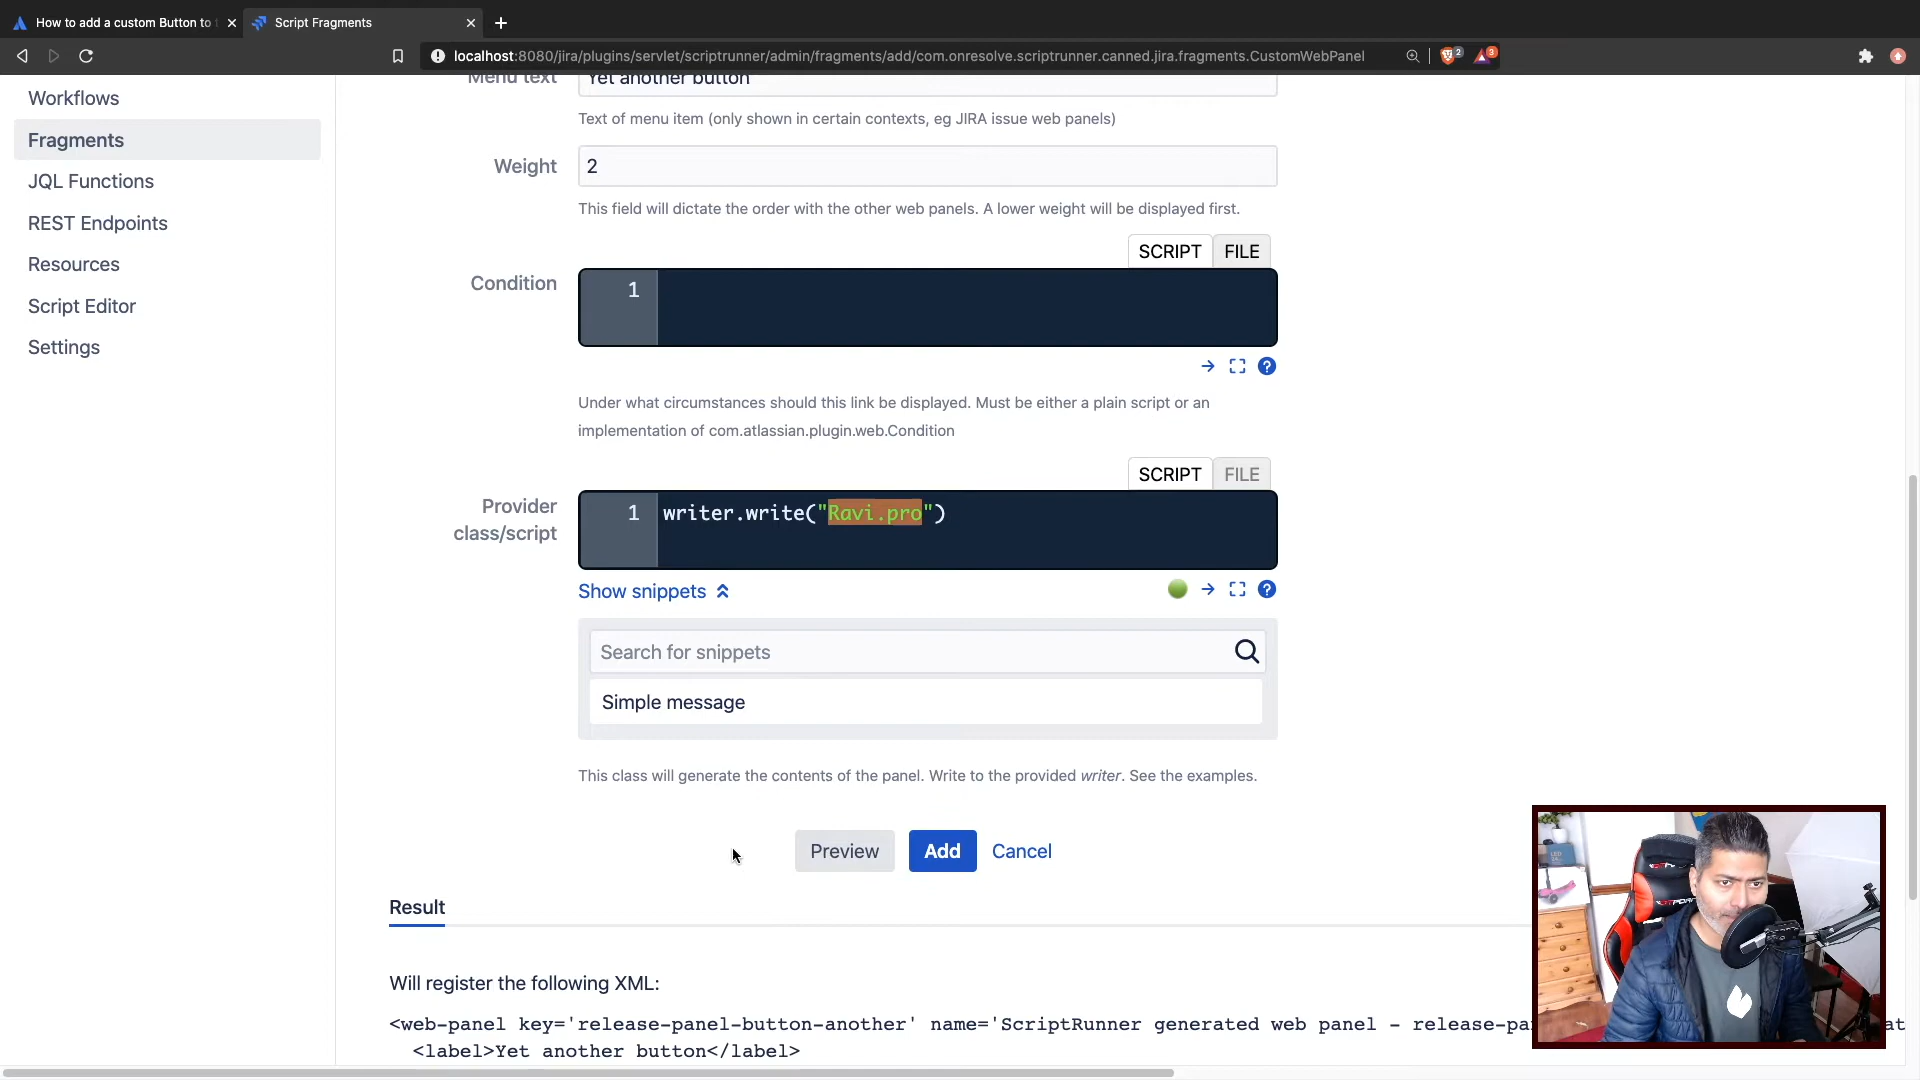 How to add a custom Button to
Script Fragments
localhost:8080/jira/plugins/servlet/scriptrunner/admin/fragments/add/com.onresolve.scriptrunner.canned.jira.fragments.CustomWebPanel
2
3
Workflows
Fragments
JQL Functions
REST Endpoints
Resources
Script Editor
Settings
Menu text
Yet another button
Text of menu item (only shown in certain contexts, eg JIRA issue web panels)
Weight
2
This field will dictate the order with the other web panels. A lower weight will be displayed first.
SCRIPT FILE
Condition
1
Under what circumstances should this link be displayed. Must be either a plain script or an
implementation of com.atlassian.plugin.web.Condition
SCRIPT FILE
Provider
class/script
1 writer.write("Ravi.pro")
Show snippets
Search for snippets
Simple message
This class will generate the contents of the panel. Write to the provided writer. See the examples.
Preview Add Cancel
Result
Will register the following XML:
<web-panel key='release-panel-button-another' name='ScriptRunner generated web panel - release-pa
<label>Yet another button</label>